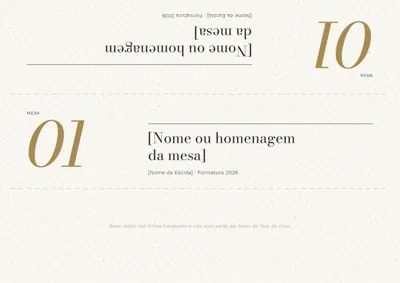 [Nome da Escola] · Formatura 2026
[Nome ou homenagem
da mesa]
MESA
01
MESA
01
[Nome ou homenagem
da mesa]
[Nome da Escola] · Formatura 2026